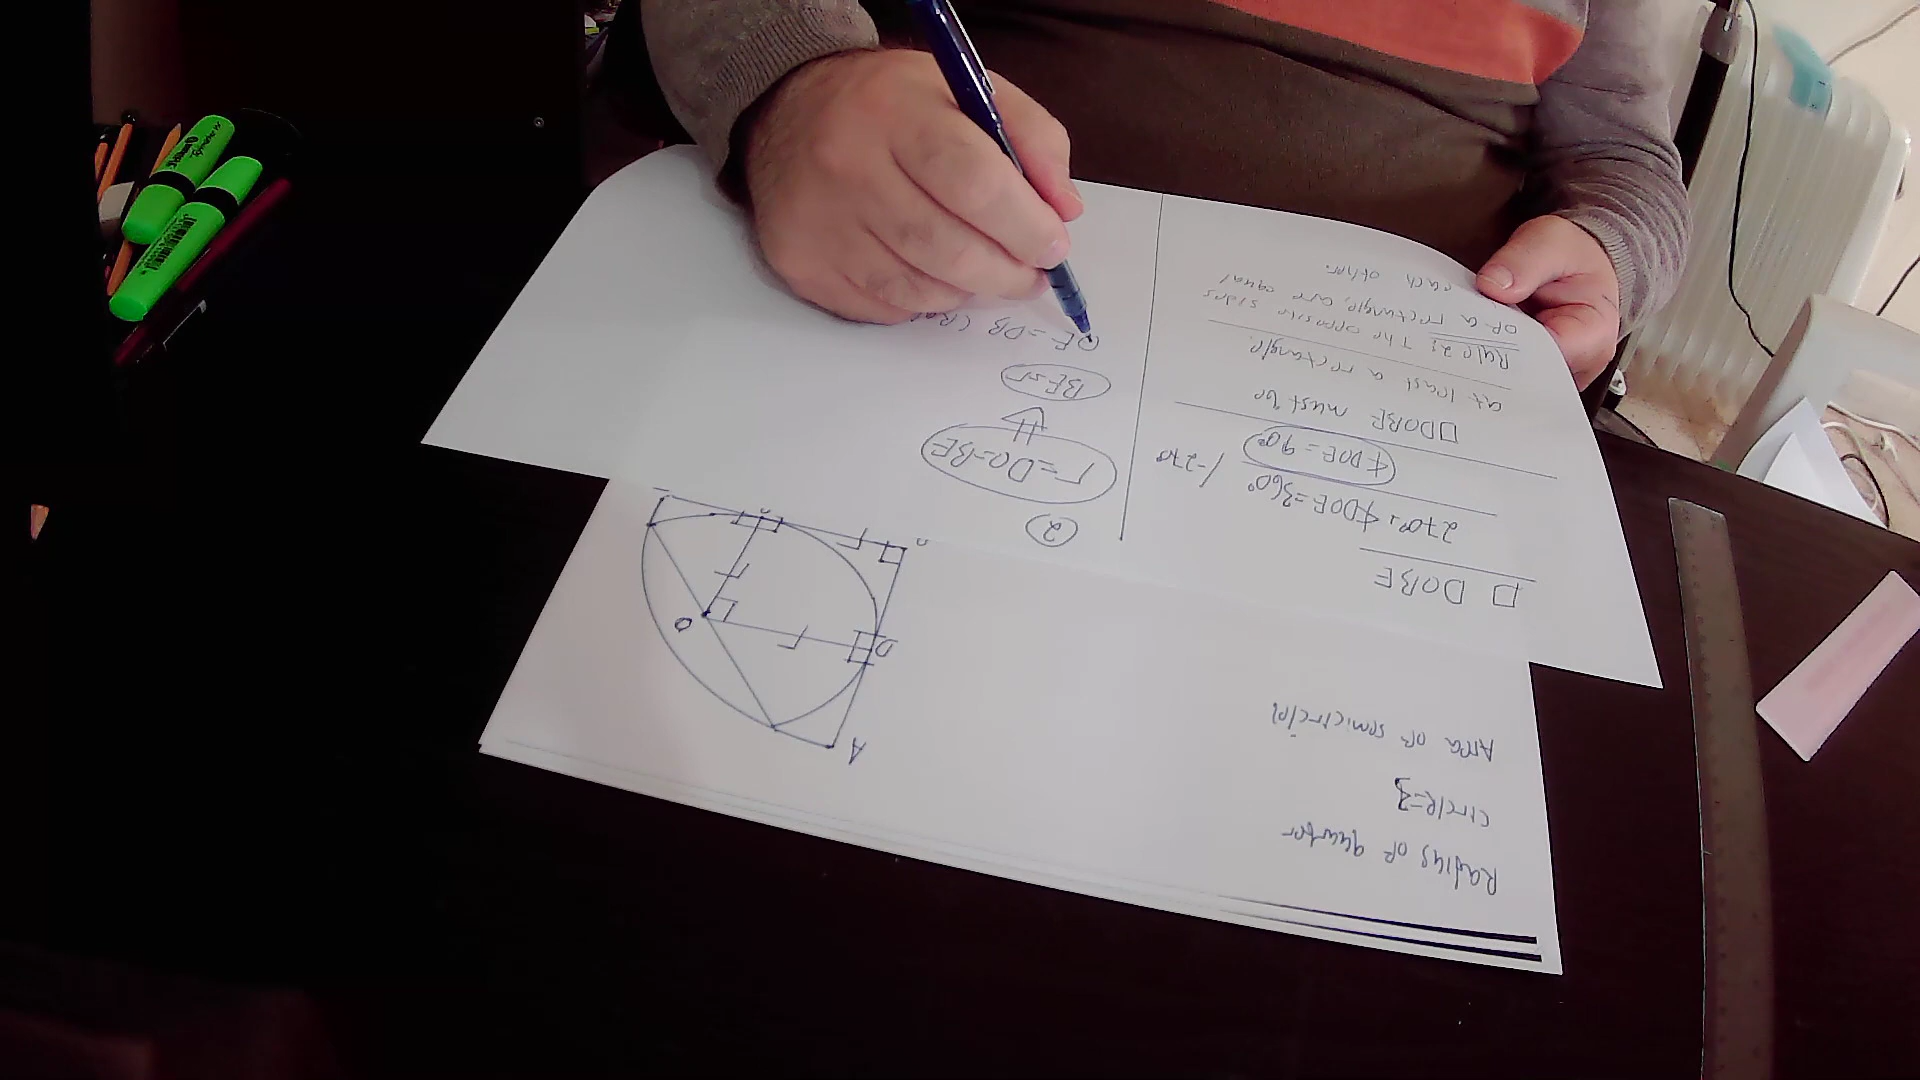 Radius of quarter
circle=3
Area of semicircle
A
D
O
□ DOBE
270°+∢DOE=360° /-270
∢DOE=90°
□DOBE must be
at least a rectangle.
Rule 2: The opposite sides
of a rectangle, are equal
each other.
2
r=DO=BE
⇓
BE=r
OE=DB